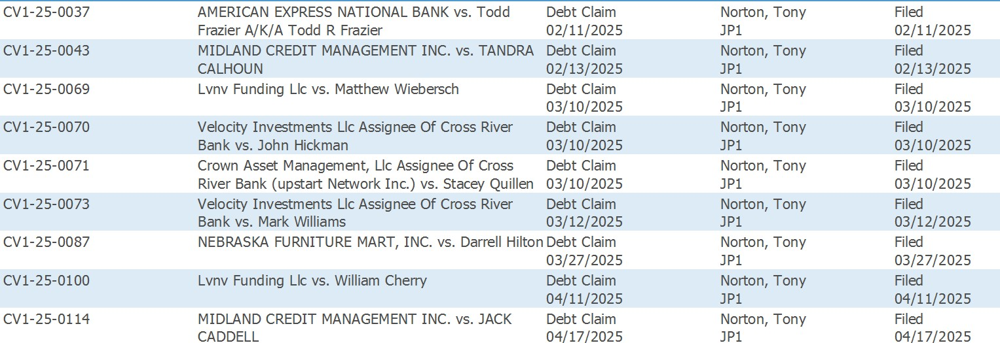 CV1-25-0037 AMERICAN EXPRESS NATIONAL BANK vs. Todd Debt Claim Norton, Tony Filed
Frazier A/K/A Todd R Frazier 02/11/2025 JP1 02/11/2025
CV1-25-0043 MIDLAND CREDIT MANAGEMENT INC. vs. TANDRA Debt Claim Norton, Tony Filed
CALHOUN 02/13/2025 JP1 02/13/2025
CV1-25-0069 Lvnv Funding Llc vs. Matthew Wiebersch Debt Claim Norton, Tony Filed
03/10/2025 JP1 03/10/2025
CV1-25-0070 Velocity Investments Llc Assignee Of Cross River Debt Claim Norton, Tony Filed
Bank vs. John Hickman 03/10/2025 JP1 03/10/2025
CV1-25-0071 Crown Asset Management, Llc Assignee Of Cross Debt Claim Norton, Tony Filed
River Bank (upstart Network Inc.) vs. Stacey Quillen 03/10/2025 JP1 03/10/2025
CV1-25-0073 Velocity Investments Llc Assignee Of Cross River Debt Claim Norton, Tony Filed
Bank vs. Mark Williams 03/12/2025 JP1 03/12/2025
CV1-25-0087 NEBRASKA FURNITURE MART, INC. vs. Darrell Hilton Debt Claim Norton, Tony Filed
03/27/2025 JP1 03/27/2025
CV1-25-0100 Lvnv Funding Llc vs. William Cherry Debt Claim Norton, Tony Filed
04/11/2025 JP1 04/11/2025
CV1-25-0114 MIDLAND CREDIT MANAGEMENT INC. vs. JACK Debt Claim Norton, Tony Filed
CADDELL 04/17/2025 JP1 04/17/2025